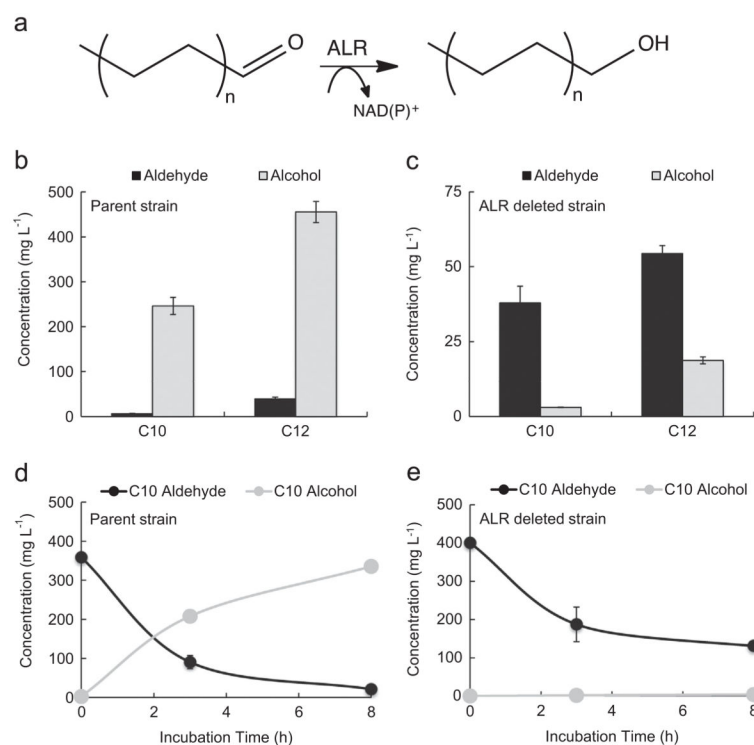 a
O
ALR
OH
n
n
NAD(P)⁺
b
■Aldehyde □Alcohol
Parent strain
Concentration (mg L⁻¹)
500
400
300
200
100
0
C10 C12
c
■Aldehyde □Alcohol
ALR deleted strain
Concentration (mg L⁻¹)
75
50
25
0
C10 C12
d
C10 Aldehyde C10 Alcohol
Parent strain
Concentration (mg L⁻¹)
500
400
300
200
100
0
0 2 4 6 8
Incubation Time (h)
e
C10 Aldehyde C10 Alcohol
ALR deleted strain
Concentration (mg L⁻¹)
500
400
300
200
100
0
0 2 4 6 8
Incubation Time (h)